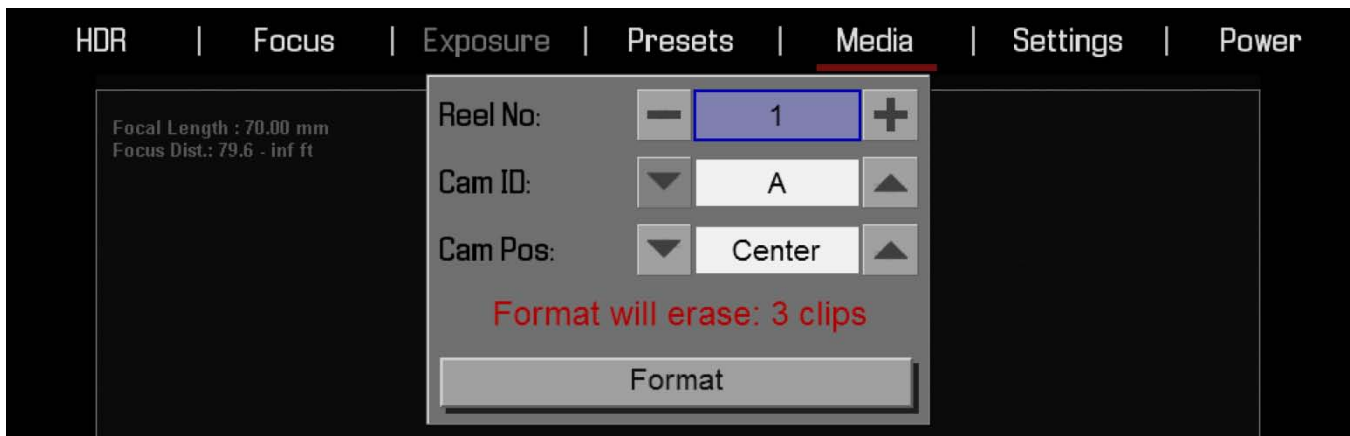 HDR | Focus | Exposure | Presets | Media | Settings | Power
Focal Length : 70.00 mm
Focus Dist.: 79.6 - inf ft
Reel No: 1
Cam ID: A
Cam Pos: Center
Format will erase: 3 clips
Format